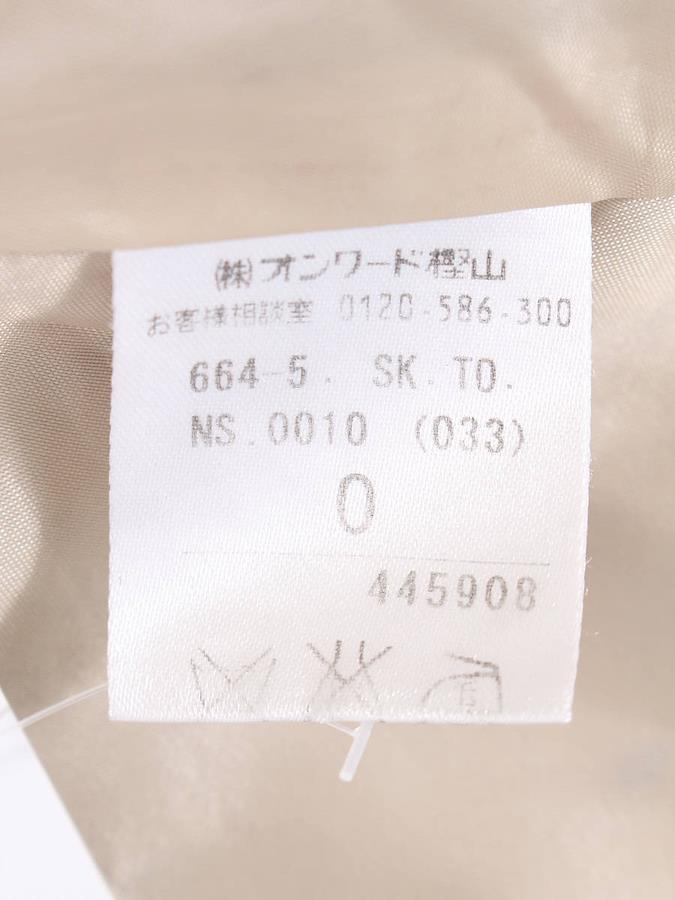 (株)オンワード樫山
お客様相談室 0120-586-300
664-5. SK.TO.
NS.0010 (033)
0
445908